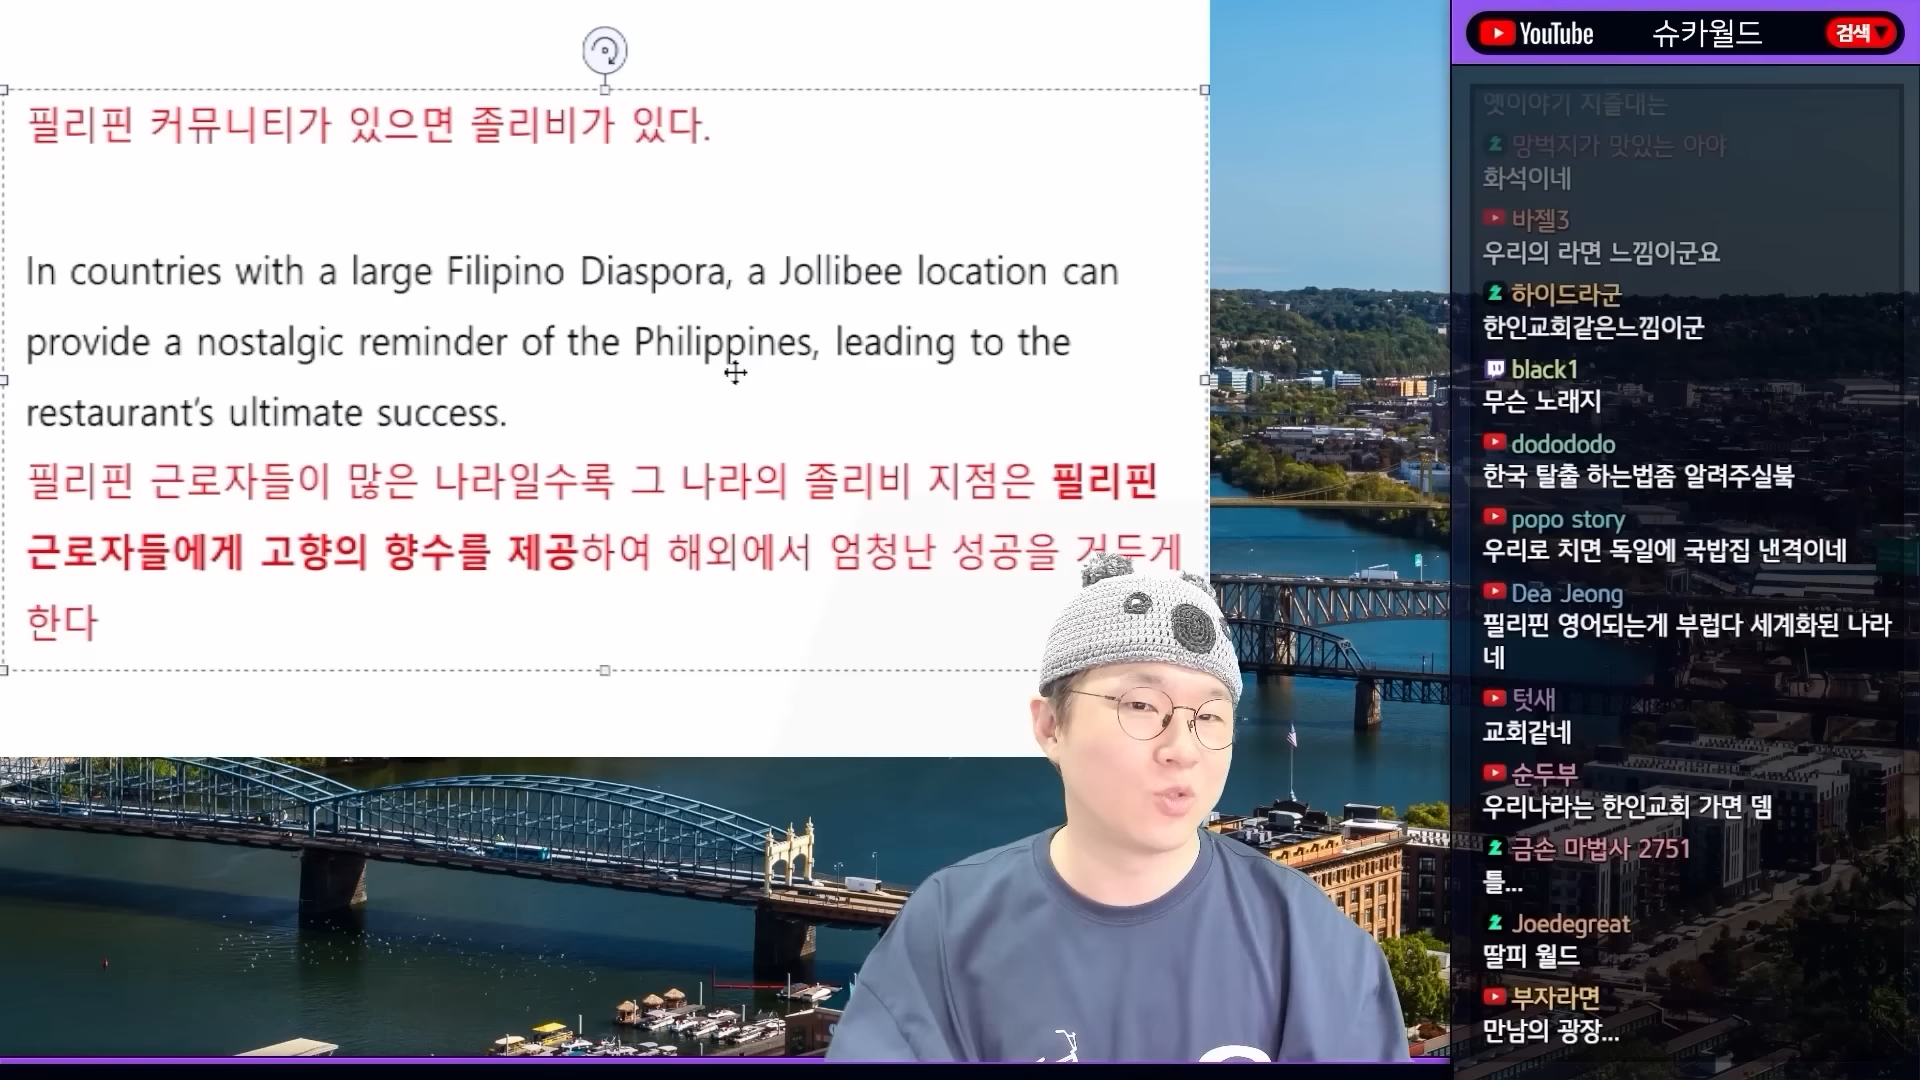 필리핀 커뮤니티가 있으면 졸리비가 있다.
In countries with a large Filipino Diaspora, a Jollibee location can
provide a nostalgic reminder of the Philippines, leading to the
restaurant's ultimate success.
필리핀 근로자들이 많은 나라일수록 그 나라의 졸리비 지점은 필리핀
근로자들에게 고향의 향수를 제공하여 해외에서 엄청난 성공을 거두게
한다
YouTube 슈카월드 검색
옛이야기 지줄대는
망벅지가 맛있는 아야
화석이네
바젤3
우리의 라면 느낌이군요
하이드라군
한인교회같은느낌이군
black1
무슨 노래지
dodododo
한국 탈출 하는법좀 알려주실북
popo story
우리로 치면 독일에 국밥집 낸격이네
Dea Jeong
필리핀 영어되는게 부럽다 세계화된 나라
네
텃새
교회같네
순두부
우리나라는 한인교회 가면 뎀
금손 마법사 2751
틀...
Joedegreat
딸피 월드
부자라면
만남의 광장...